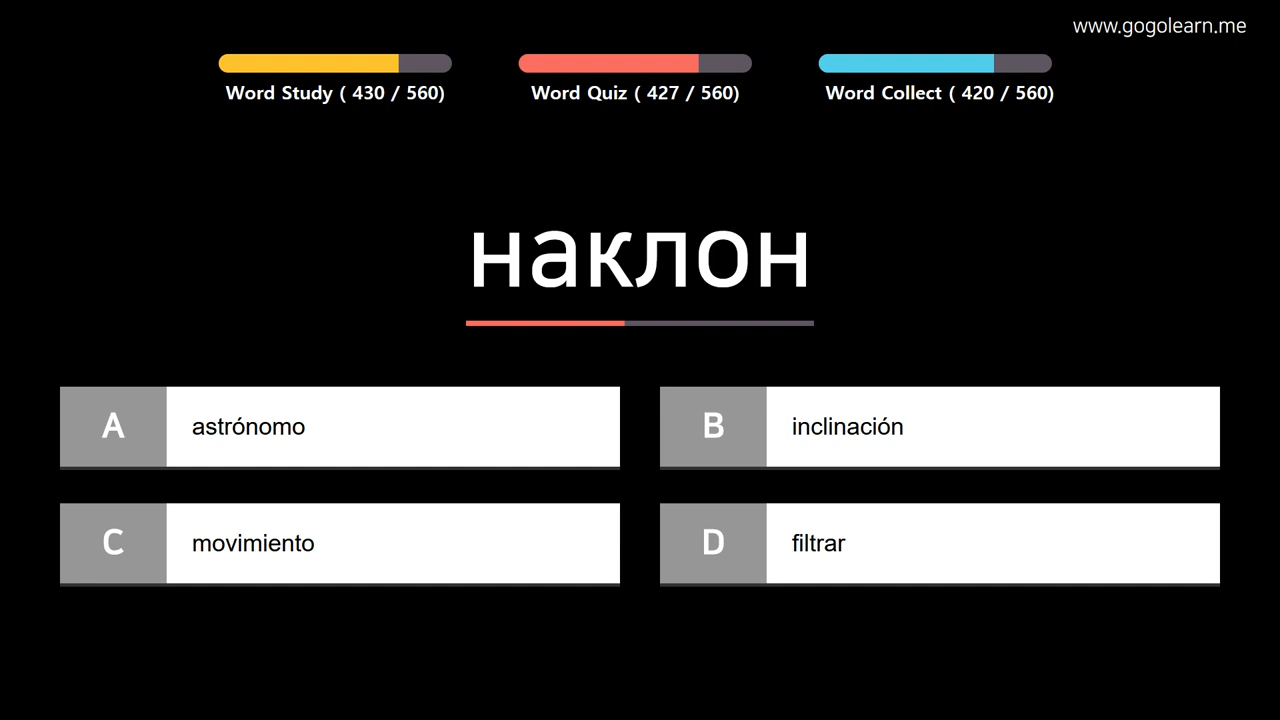 www.gogolearn.me
Word Study ( 430 / 560)
Word Quiz ( 427 / 560)
Word Collect ( 420 / 560)
наклон
A astrónomo
B inclinación
C movimiento
D filtrar